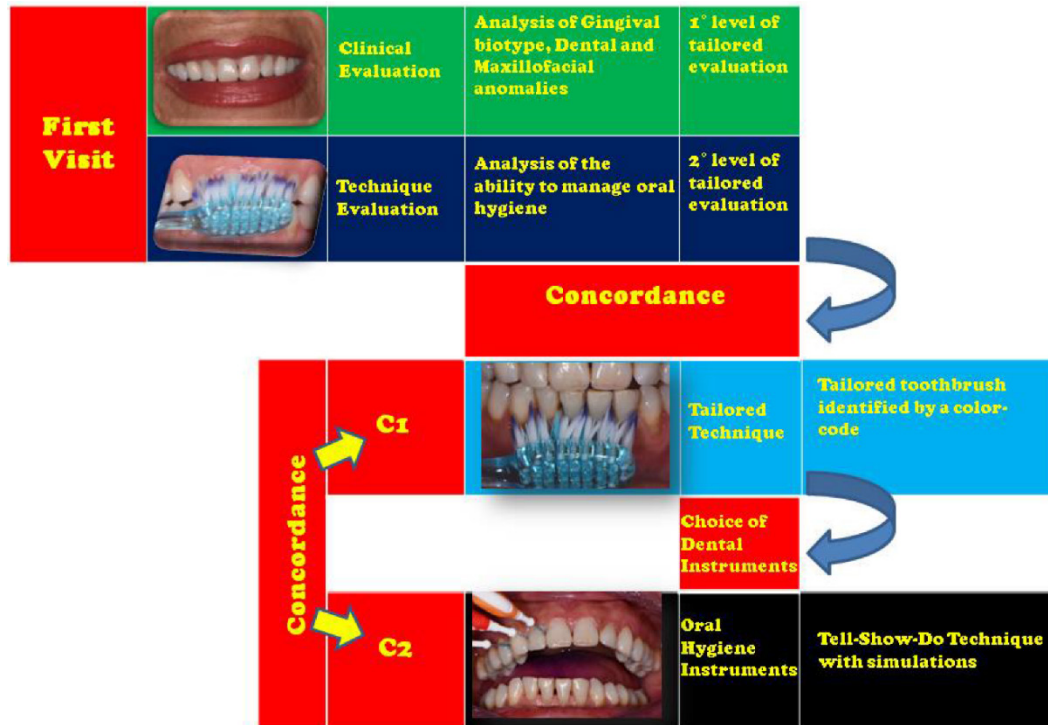 First
Visit
Clinical
Evaluation
Analysis of Gingival
biotype, Dental and
Maxillofacial
anomalies
1° level of
tailored
evaluation
Technique
Evaluation
Analysis of the
ability to manage oral
hygiene
2° level of
tailored
evaluation
Concordance
Concordance
C1
Tailored
Technique
Tailored toothbrush
identified by a color-
code
Choice of
Dental
Instruments
C2
Oral
Hygiene
Instruments
Tell-Show-Do Technique
with simulations